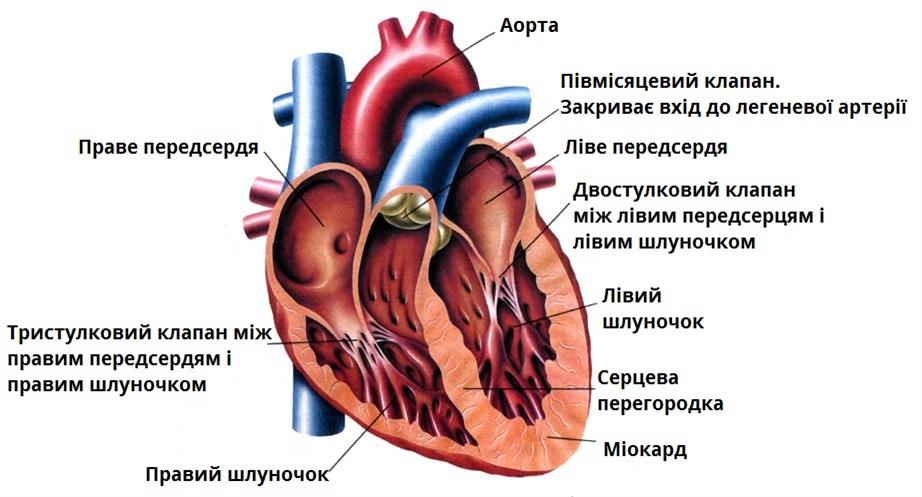 Аорта
Півмісяцевий клапан.
Закриває вхід до легеневої артерії
Праве передсердя
Ліве передсердя
Двостулковий клапан
між лівим передсерцям і
лівим шлуночком
Лівий
шлуночок
Тристулковий клапан між
правим передсердям і
правим шлуночком
Серцева
перегородка
Міокард
Правий шлуночок